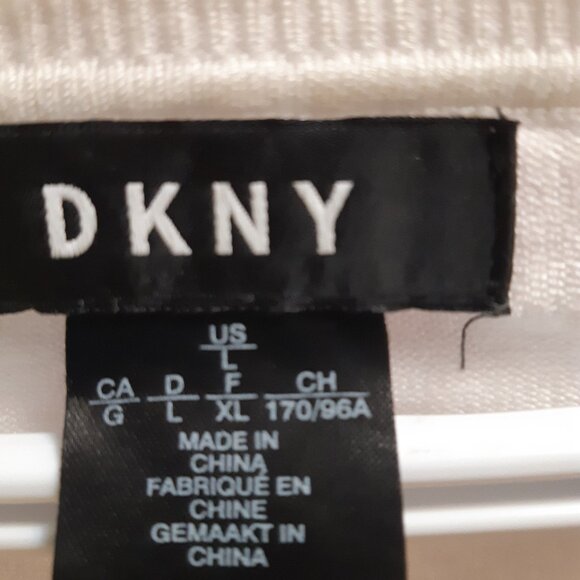 DKNY
US
L
CA D F CH
G L XL 170/96A
MADE IN
CHINA
FABRIQUÉ EN
CHINE
GEMAAKT IN
CHINA